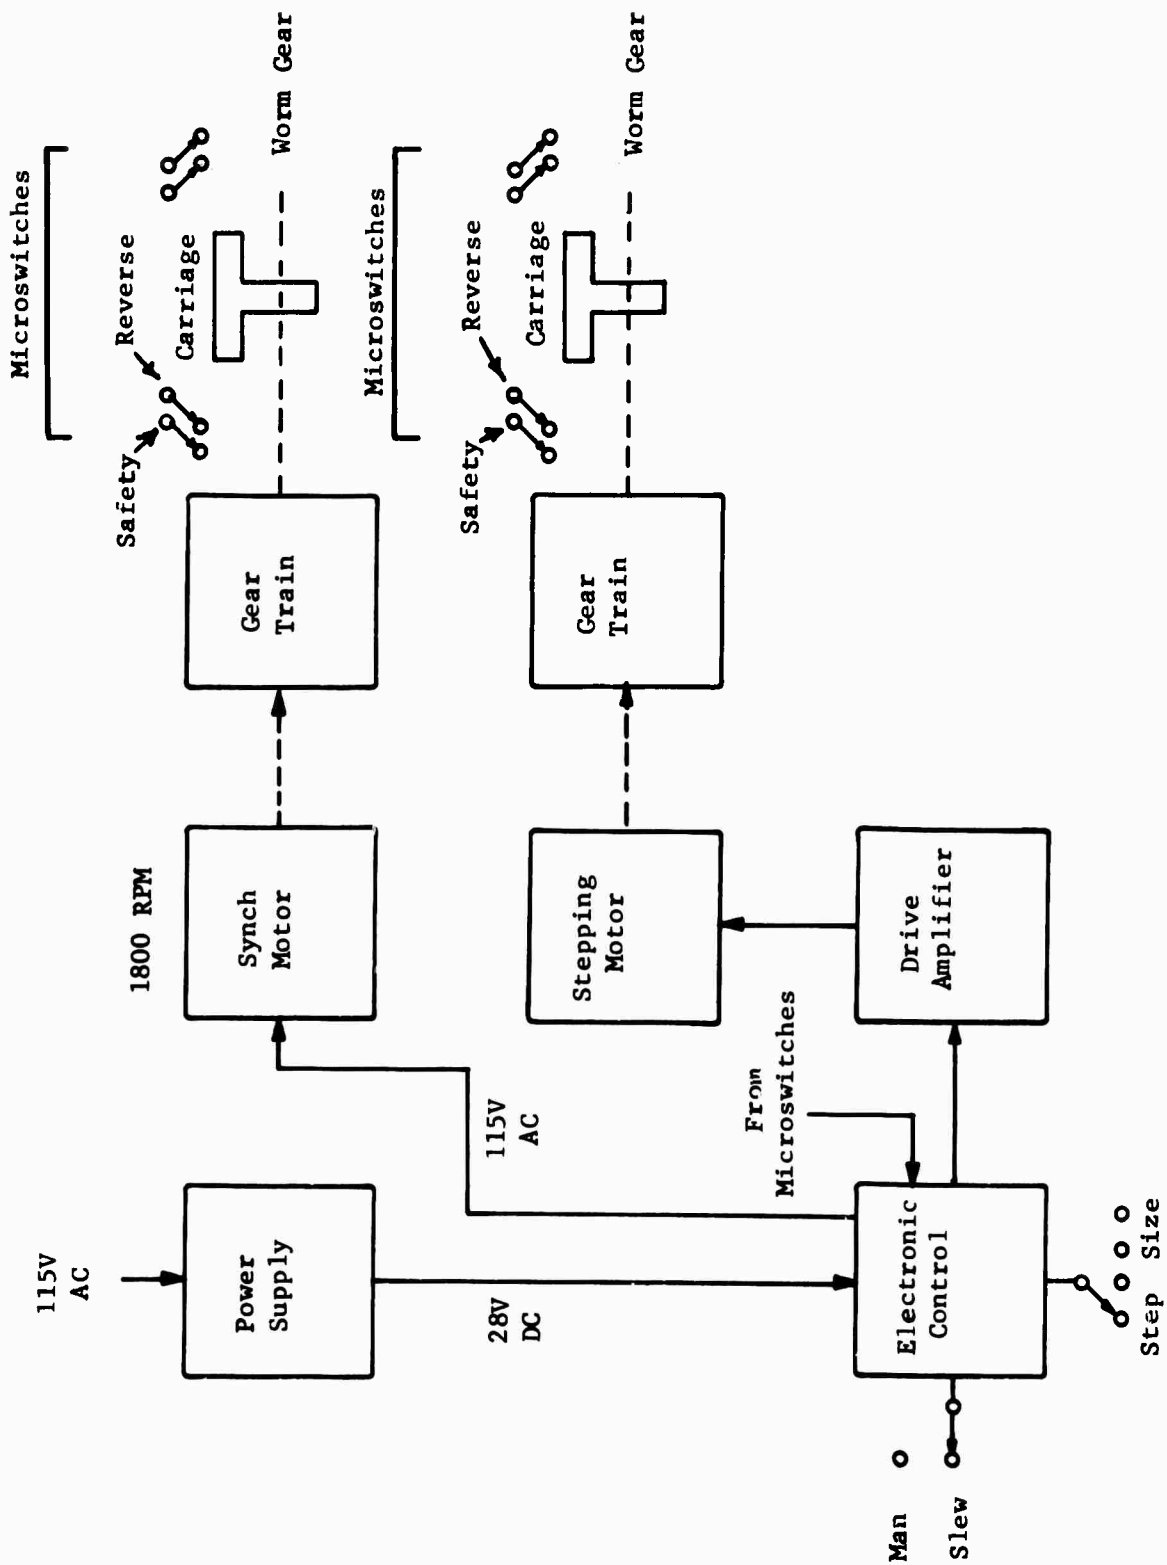 115V
AC
Power
Supply
28V
DC
115V
AC
1800 RPM
Synch
Motor
Gear
Train
Safety
Reverse
Microswitches
Carriage
Worm Gear
Stepping
Motor
Gear
Train
Safety
Reverse
Microswitches
Carriage
Worm Gear
From
Microswitches
Drive
Amplifier
Electronic
Control
Man
Slew
Step Size